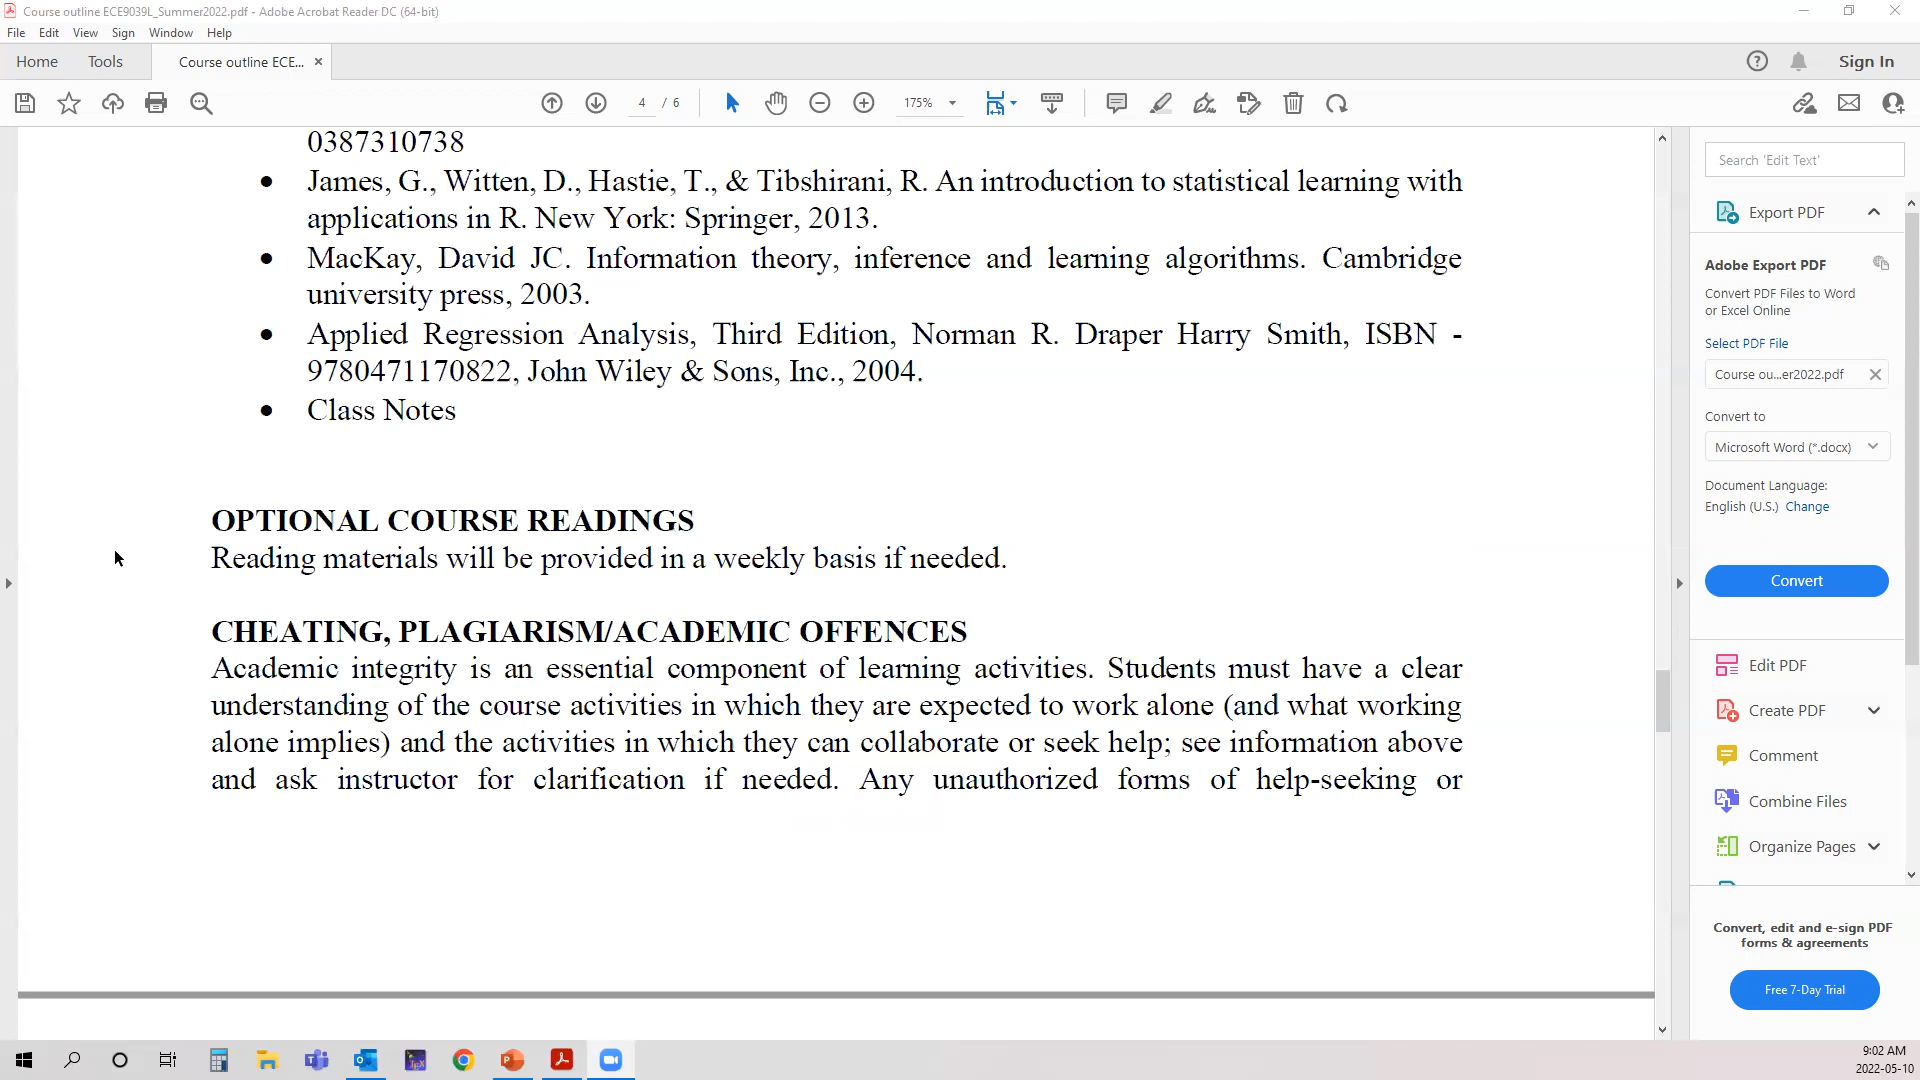 Course outline ECE9039L_Summer2022.pdf - Adobe Acrobat Reader DC (64-bit)
File Edit View Sign Window Help
Home Tools Course outline ECE... × Sign In
4 / 6 175%
0387310738
• James, G., Witten, D., Hastie, T., & Tibshirani, R. An introduction to statistical learning with
applications in R. New York: Springer, 2013.
• MacKay, David JC. Information theory, inference and learning algorithms. Cambridge
university press, 2003.
• Applied Regression Analysis, Third Edition, Norman R. Draper Harry Smith, ISBN -
9780471170822, John Wiley & Sons, Inc., 2004.
• Class Notes
OPTIONAL COURSE READINGS
Reading materials will be provided in a weekly basis if needed.
CHEATING, PLAGIARISM/ACADEMIC OFFENCES
Academic integrity is an essential component of learning activities. Students must have a clear
understanding of the course activities in which they are expected to work alone (and what working
alone implies) and the activities in which they can collaborate or seek help; see information above
and ask instructor for clarification if needed. Any unauthorized forms of help-seeking or
Search 'Edit Text'
Export PDF
Adobe Export PDF
Convert PDF Files to Word
or Excel Online
Select PDF File
Course ou...er2022.pdf
Convert to
Microsoft Word (*.docx)
Document Language:
English (U.S.) Change
Convert
Edit PDF
Create PDF
Comment
Combine Files
Organize Pages
Convert, edit and e-sign PDF
forms & agreements
Free 7-Day Trial
9:02 AM
2022-05-10